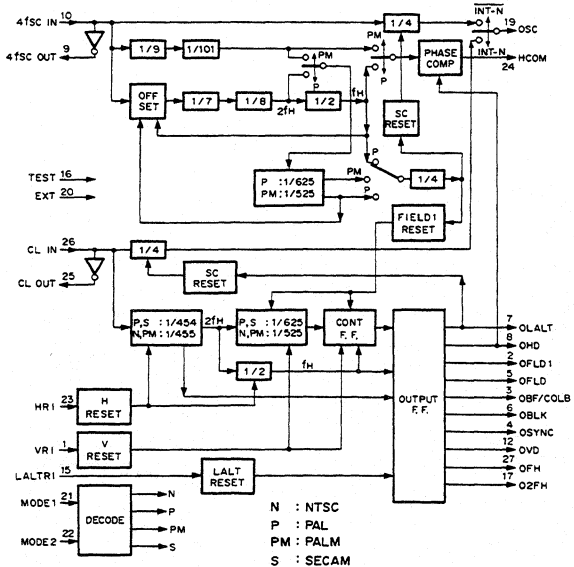 4fSC IN 10
4fSC OUT 9
1/9
1/101
1/4
INT-N
19 OSC
INT-N
PM
P
PHASE COMP
HCOM
24
OFF SET
1/7
1/8
2fH
1/2
fH
PM
P
SC RESET
P
PM
P
1/4
TEST 16
EXT 20
P :1/625
PM:1/525
FIELD1 RESET
CL IN 26
CL OUT 25
1/4
SC RESET
P,S :1/454
N,PM:1/455
2fH
P,S :1/625
N,PM:1/525
CONT F.F.
1/2
fH
OUTPUT F.F.
7 OLALT
8 OHD
2 OFLD1
5 OFLD
3 OBF/COLB
6 OBLK
4 OSYNC
12 OVD
27 OFH
17 O2FH
HRI 23
H RESET
VRI 1
V RESET
LALTRI 15
LALT RESET
MODE1 21
MODE2 22
DECODE
N
P
PM
S
N : NTSC
P : PAL
PM : PALM
S : SECAM